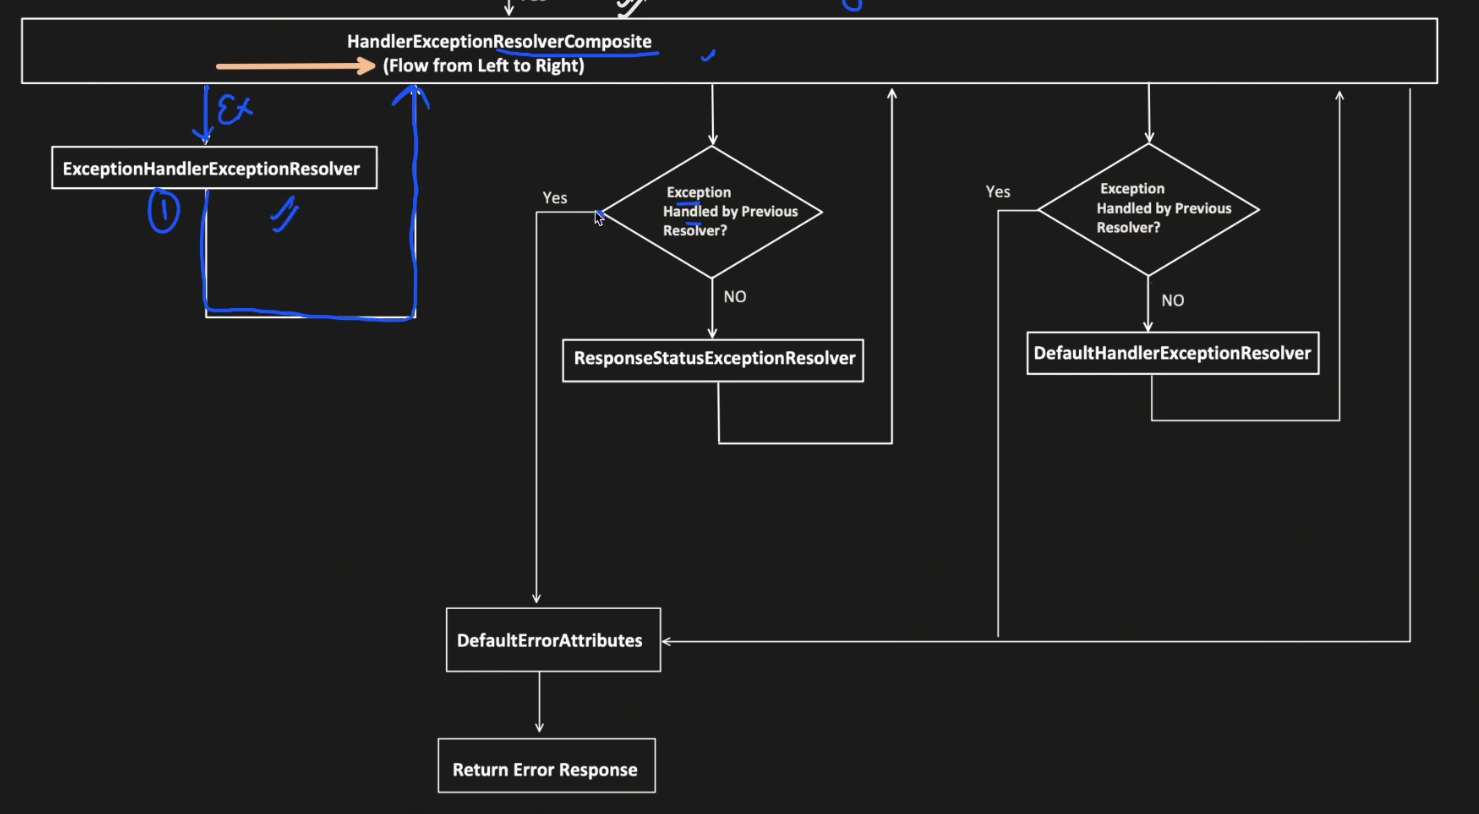 HandlerExceptionResolverComposite
(Flow from Left to Right)
Ex
ExceptionHandlerExceptionResolver
1
Yes
Exception
Handled by Previous
Resolver?
NO
ResponseStatusExceptionResolver
Yes
Exception
Handled by Previous
Resolver?
NO
DefaultHandlerExceptionResolver
DefaultErrorAttributes
Return Error Response